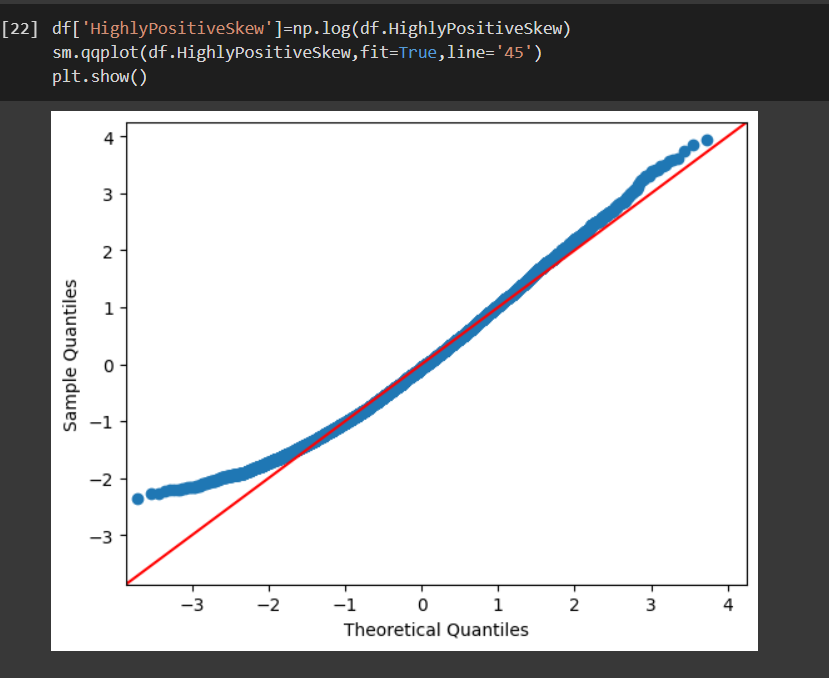 [22] df['HighlyPositiveSkew']=np.log(df.HighlyPositiveSkew)
sm.qqplot(df.HighlyPositiveSkew,fit=True,line='45')
plt.show()
4
3
2
1
0
−1
−2
−3
Sample Quantiles
−3 −2 −1 0 1 2 3 4
Theoretical Quantiles